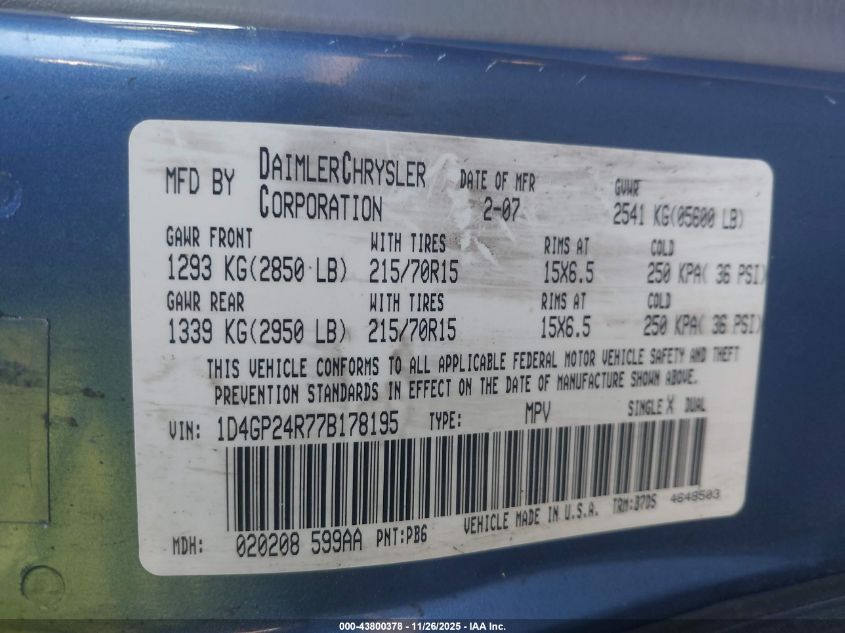 MFD BY DAIMLERCHRYSLER CORPORATION DATE OF MFR 2-07 GVWR 2541 KG(05600 LB)
GAWR FRONT WITH TIRES RIMS AT COLD
1293 KG(2850 LB) 215/70R15 15X6.5 250 KPA( 36 PSI)
GAWR REAR WITH TIRES RIMS AT COLD
1339 KG(2950 LB) 215/70R15 15X6.5 250 KPA( 36 PSI)
THIS VEHICLE CONFORMS TO ALL APPLICABLE FEDERAL MOTOR VEHICLE SAFETY AND THEFT
PREVENTION STANDARDS IN EFFECT ON THE DATE OF MANUFACTURE SHOWN ABOVE.
VIN: 1D4GP24R77B178195 TYPE: MPV SINGLE X DUAL
MDH: 020208 599AA PNT:PB6 VEHICLE MADE IN U.S.A. TRM:B7DS 4648503
000-43800378 - 11/26/2025 - IAA Inc.